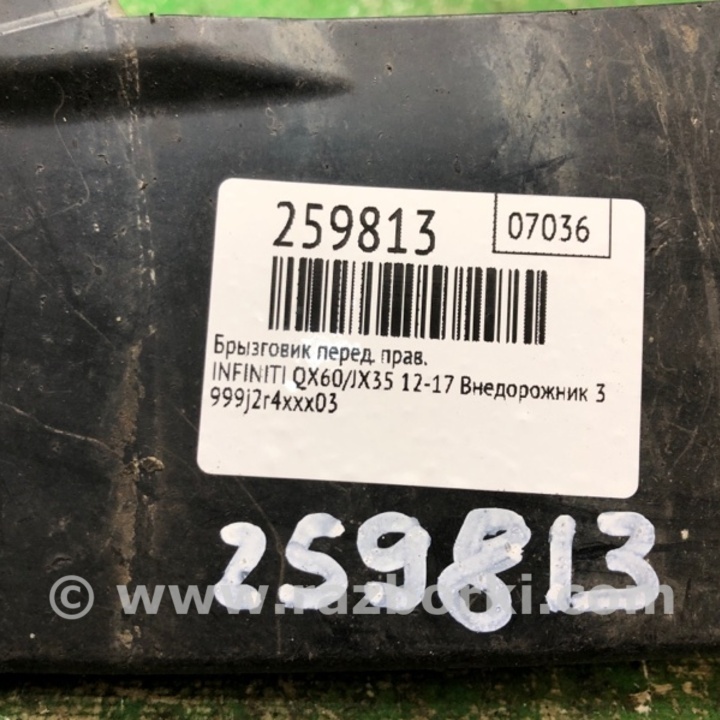 259813
07036
Брызговик перед. прав.
INFINITI QX60/JX35 12-17 Внедорожник 3
999j2r4xxx03
259813
© www.razborki.com